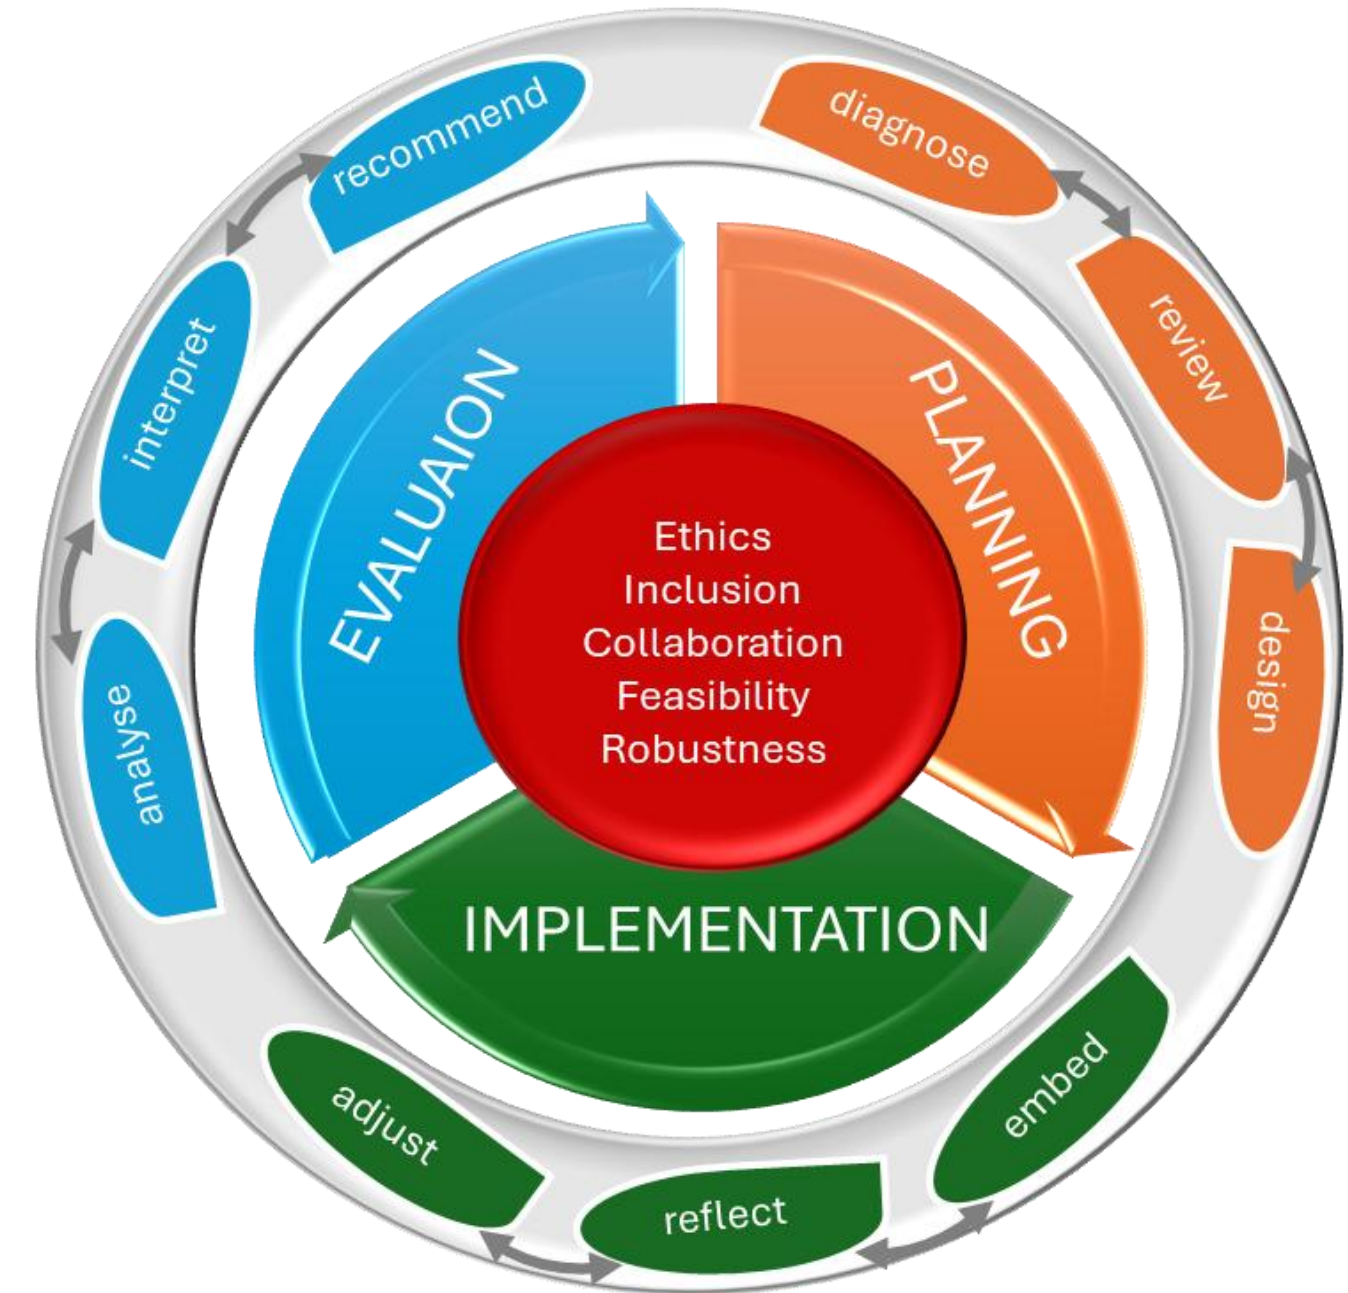 recommend
diagnose
interpret
review
EVALUAION
PLANNING
Ethics
Inclusion
Collaboration
Feasibility
Robustness
analyse
design
IMPLEMENTATION
adjust
embed
reflect